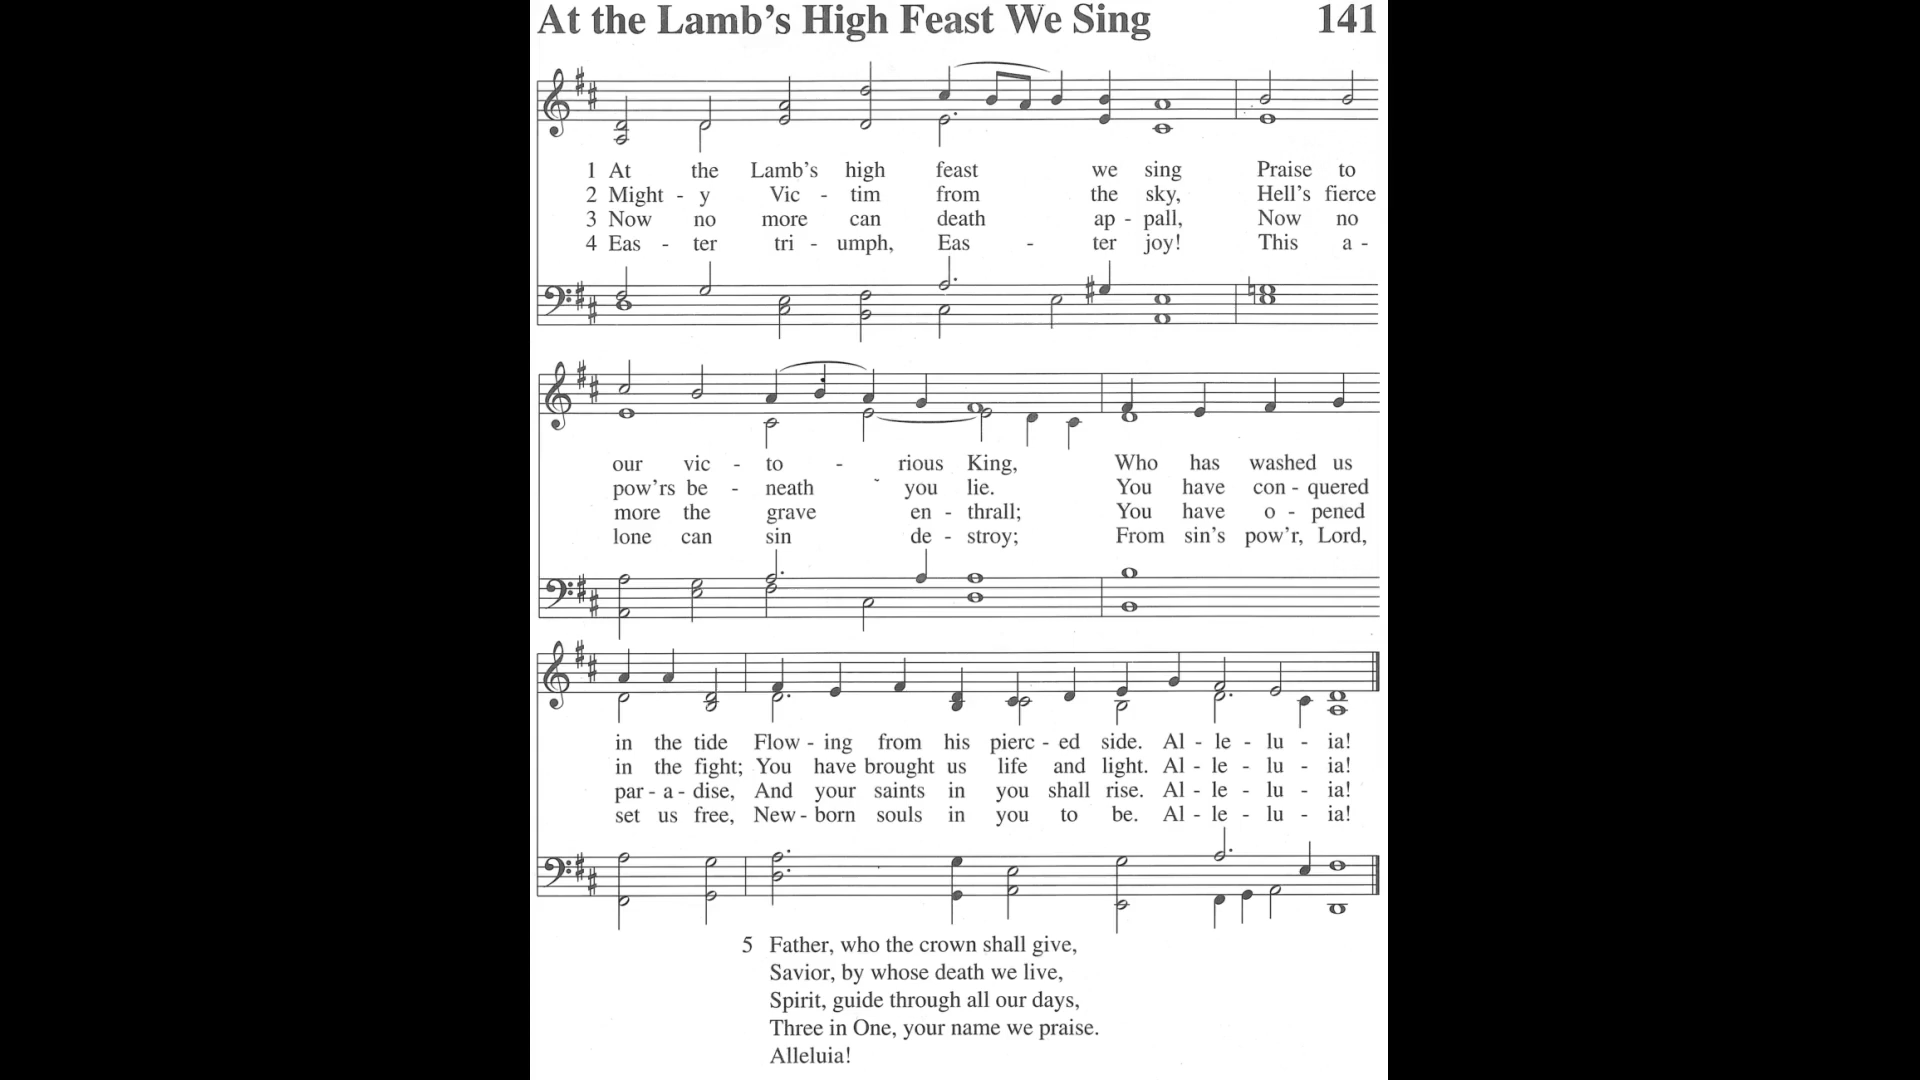 At the Lamb's High Feast We Sing 141
1 At the Lamb's high feast we sing Praise to
2 Might - y Vic - tim from the sky, Hell's fierce
3 Now no more can death ap - pall, Now no
4 Eas - ter tri - umph, Eas - ter joy! This a -
our vic - to - rious King, Who has washed us
pow'rs be - neath you lie. You have con - quered
more the grave en - thrall; You have o - pened
lone can sin de - stroy; From sin's pow'r, Lord,
in the tide Flow - ing from his pierc - ed side. Al - le - lu - ia!
in the fight; You have brought us life and light. Al - le - lu - ia!
par - a - dise, And your saints in you shall rise. Al - le - lu - ia!
set us free, New - born souls in you to be. Al - le - lu - ia!
5 Father, who the crown shall give,
Savior, by whose death we live,
Spirit, guide through all our days,
Three in One, your name we praise.
Alleluia!